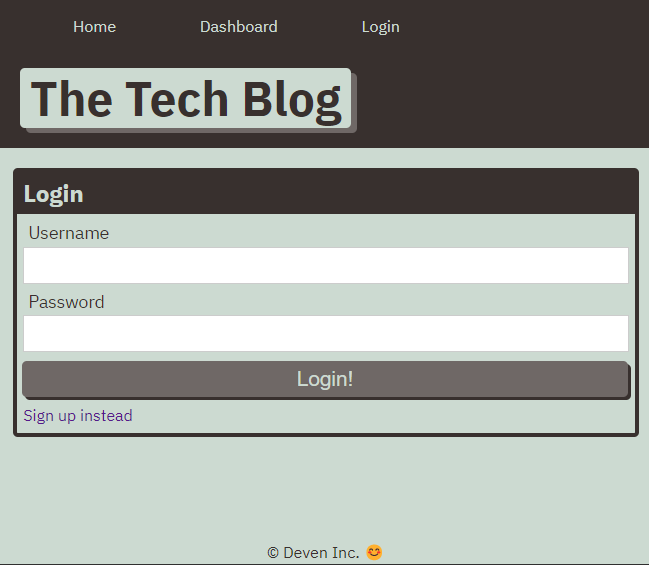 Home Dashboard Login
The Tech Blog
Login
Username
Password
Login!
Sign up instead
© Deven Inc. 😊